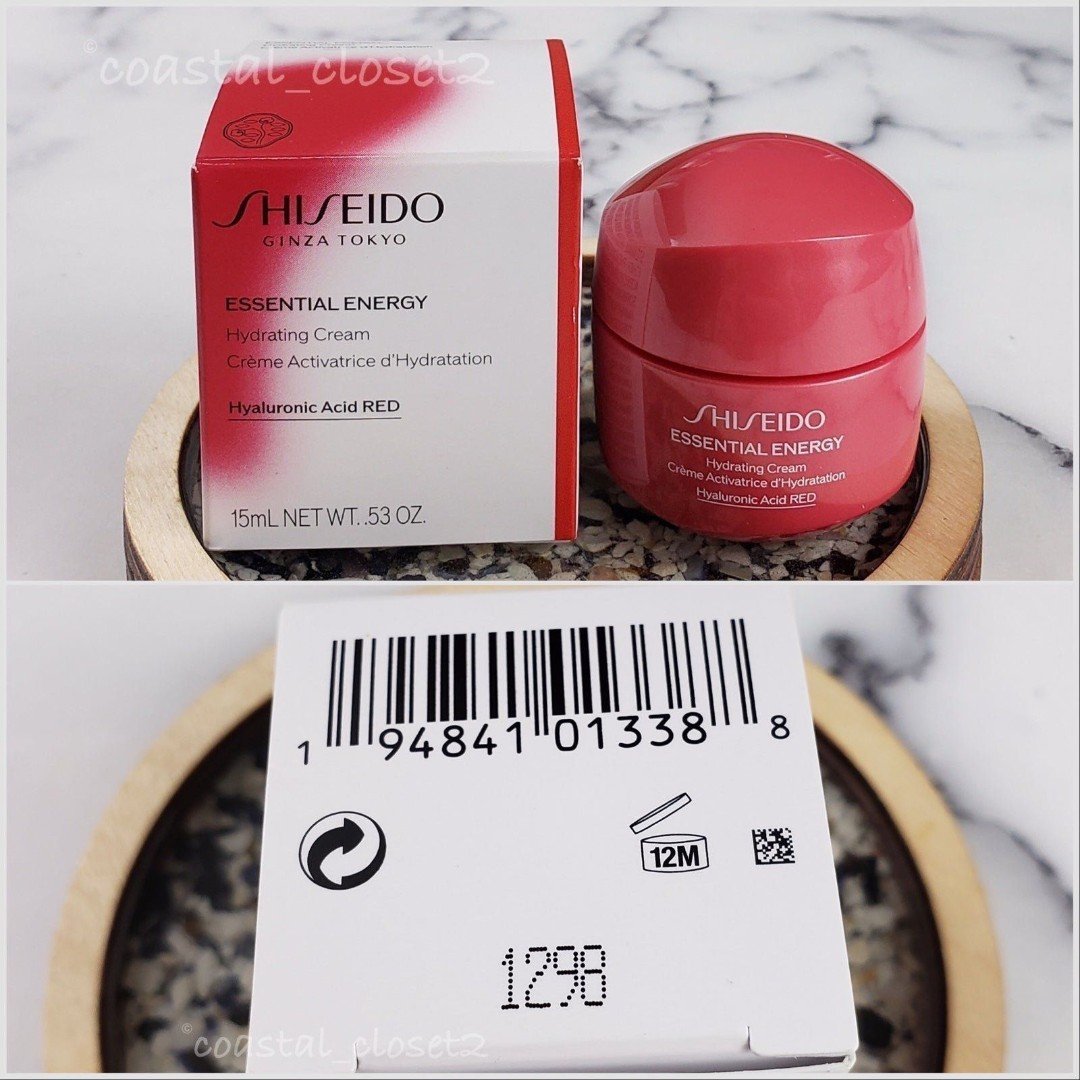 © coastal_closet2
SHISEIDO
GINZA TOKYO
ESSENTIAL ENERGY
Hydrating Cream
Crème Activatrice d'Hydratation
Hyaluronic Acid RED
15mL NET WT. .53 OZ.
SHISEIDO
ESSENTIAL ENERGY
Hydrating Cream
Crème Activatrice d'Hydratation
Hyaluronic Acid RED
1 94841 01338 8
12M
1298
© coastal_closet2